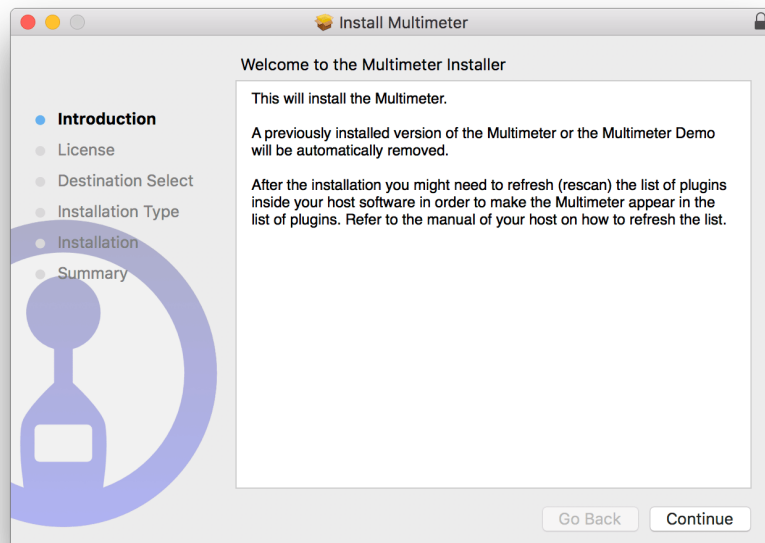 Install Multimeter
Welcome to the Multimeter Installer
Introduction
License
Destination Select
Installation Type
Installation
Summary
This will install the Multimeter.
A previously installed version of the Multimeter or the Multimeter Demo
will be automatically removed.
After the installation you might need to refresh (rescan) the list of plugins
inside your host software in order to make the Multimeter appear in the
list of plugins. Refer to the manual of your host on how to refresh the list.
Go Back
Continue